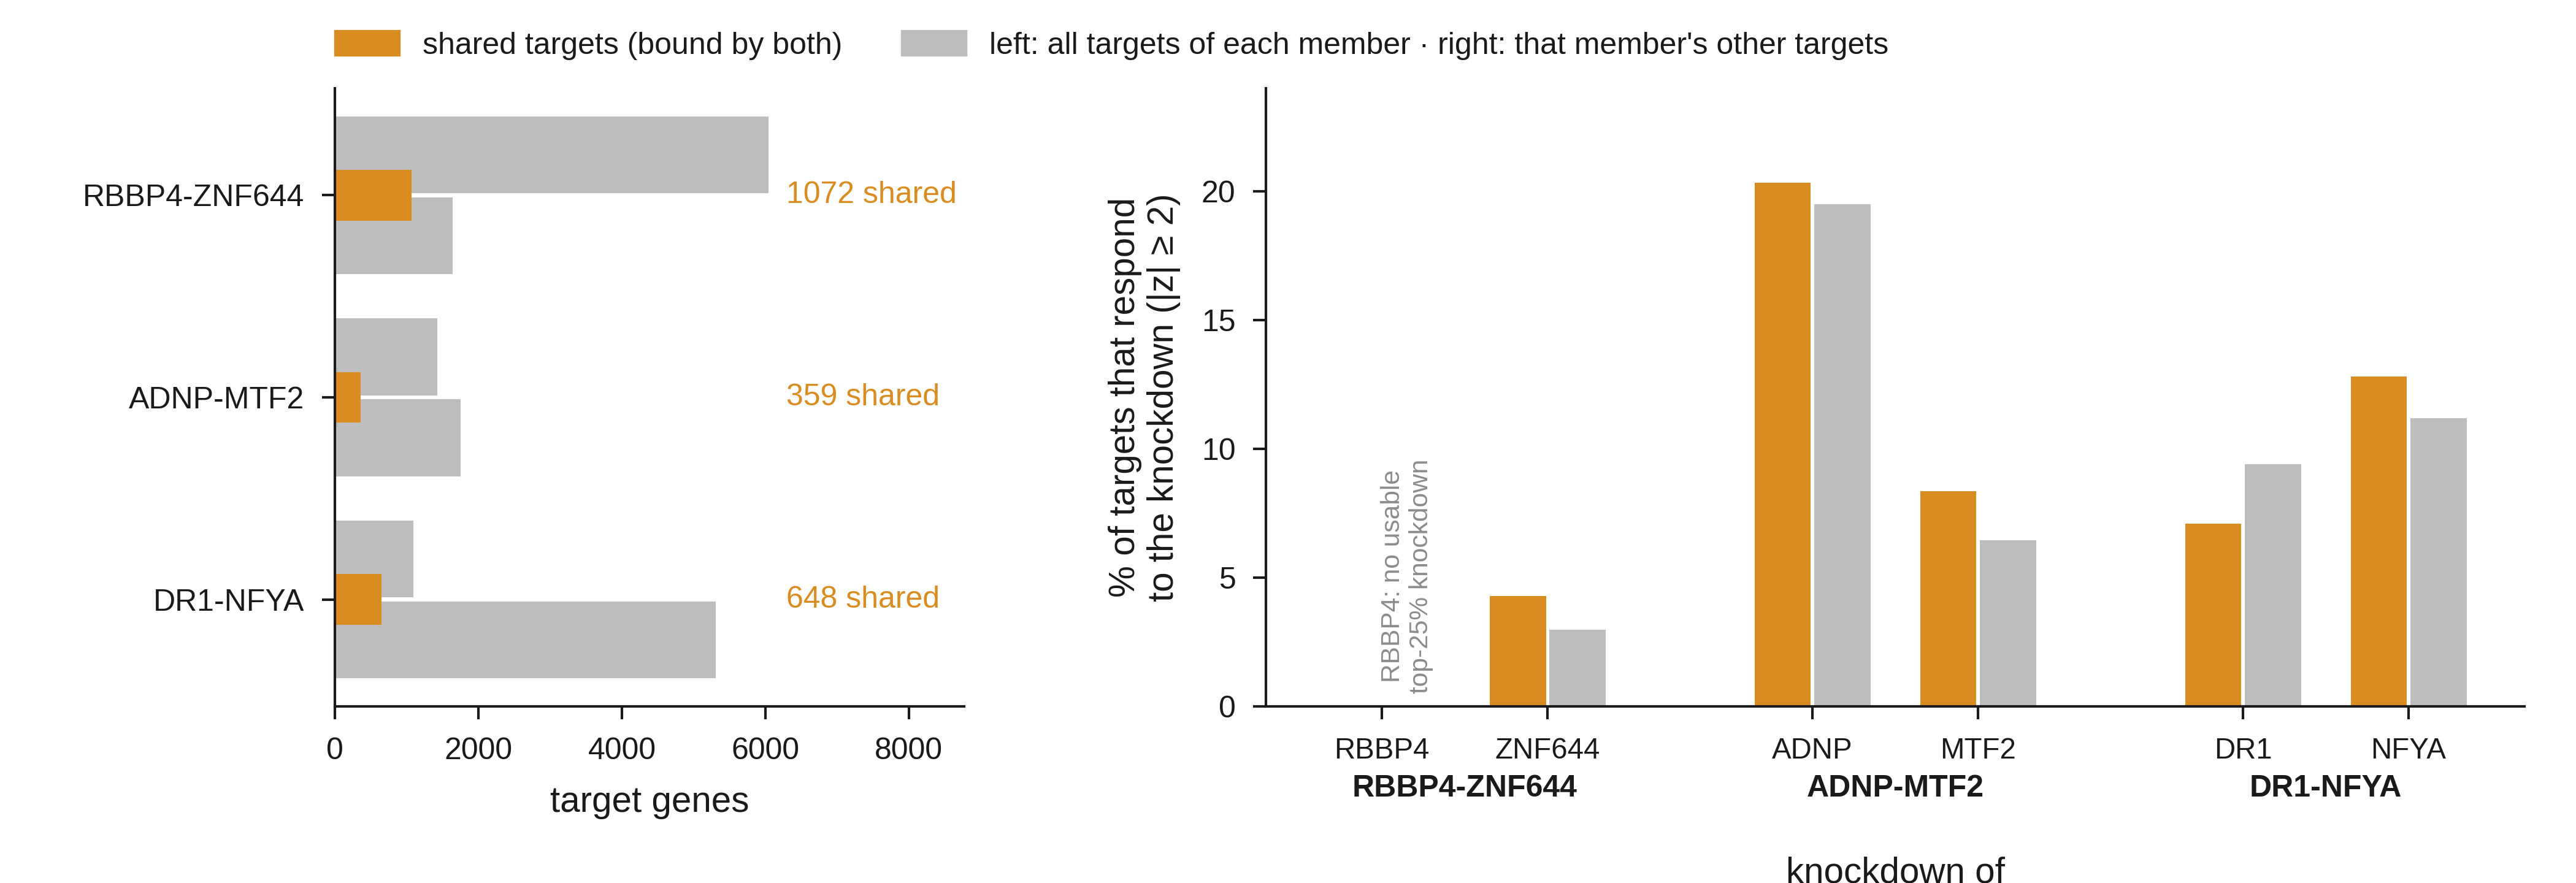 shared targets (bound by both)
left: all targets of each member · right: that member's other targets
RBBP4-ZNF644
1072 shared
ADNP-MTF2
359 shared
DR1-NFYA
648 shared
0 2000 4000 6000 8000
target genes
% of targets that respond
to the knockdown (|z| ≥ 2)
20
15
10
5
0
RBBP4: no usable
top-25% knockdown
RBBP4 ZNF644 ADNP MTF2 DR1 NFYA
RBBP4-ZNF644 ADNP-MTF2 DR1-NFYA
knockdown of